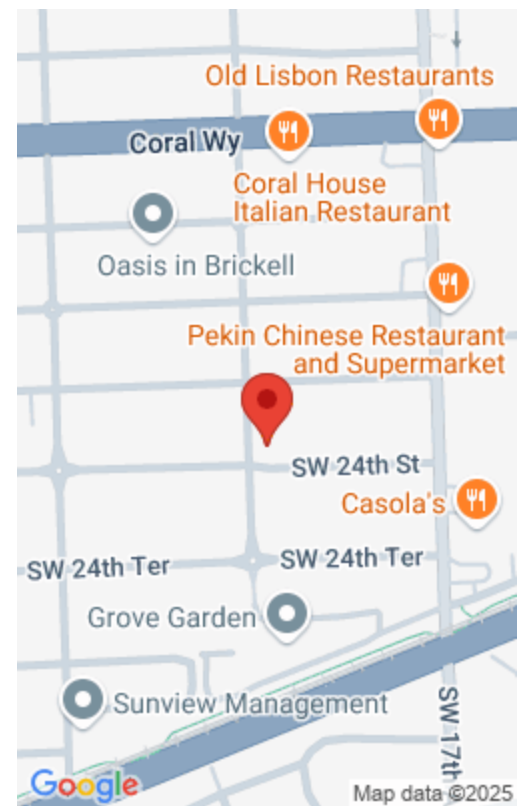 Old Lisbon Restaurants
Coral Wy
Coral House
Italian Restaurant
Oasis in Brickell
Pekin Chinese Restaurant
and Supermarket
SW 24th St
Casola's
SW 24th Ter
SW 24th Ter
Grove Garden
Sunview Management
SW 17th
Google
Map data ©2025